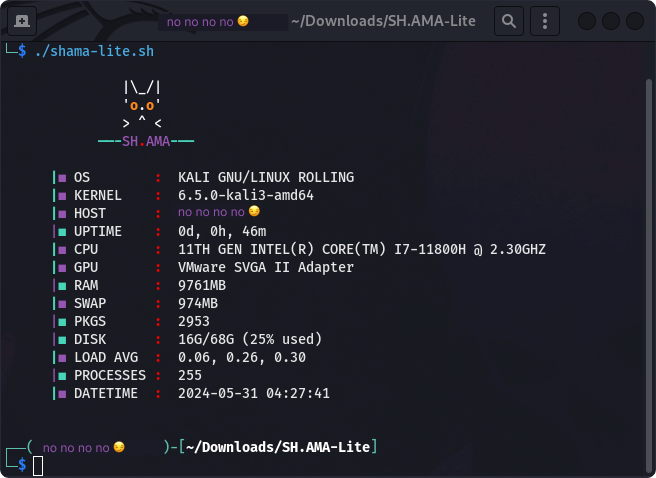 no no no no 😏 ~/Downloads/SH.AMA-Lite
└─$ ./shama-lite.sh
|\_/|
'o.o'
> ^ <
---SH.AMA---
|■ OS : KALI GNU/LINUX ROLLING
|■ KERNEL : 6.5.0-kali3-amd64
|■ HOST : no no no no 😏
|■ UPTIME : 0d, 0h, 46m
|■ CPU : 11TH GEN INTEL(R) CORE(TM) I7-11800H @ 2.30GHZ
|■ GPU : VMware SVGA II Adapter
|■ RAM : 9761MB
|■ SWAP : 974MB
|■ PKGS : 2953
|■ DISK : 16G/68G (25% used)
|■ LOAD AVG : 0.06, 0.26, 0.30
|■ PROCESSES : 255
|■ DATETIME : 2024-05-31 04:27:41
┌──( no no no no 😏 )-[~/Downloads/SH.AMA-Lite]
└─$